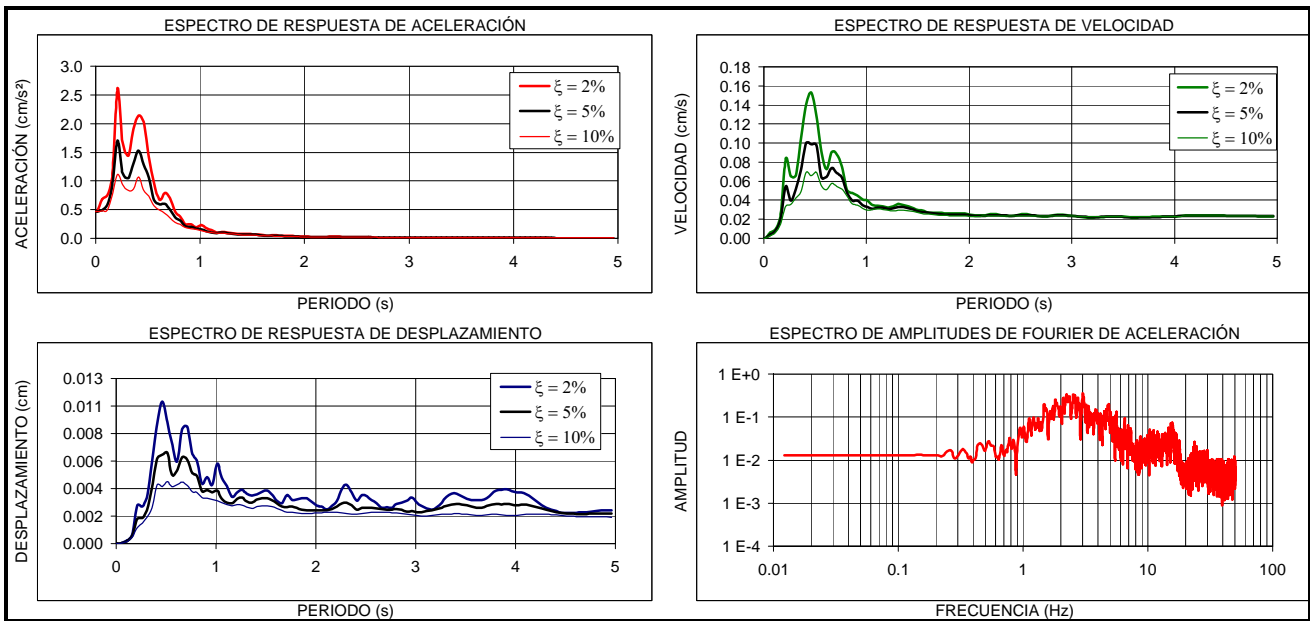 ESPECTRO DE RESPUESTA DE ACELERACIÓN
ACELERACIÓN (cm/s²)
3.0
2.5
2.0
1.5
1.0
0.5
0.0
0 1 2 3 4 5
PERIODO (s)
ξ = 2%
ξ = 5%
ξ = 10%
ESPECTRO DE RESPUESTA DE VELOCIDAD
VELOCIDAD (cm/s)
0.18
0.16
0.14
0.12
0.10
0.08
0.06
0.04
0.02
0.00
0 1 2 3 4 5
PERIODO (s)
ξ = 2%
ξ = 5%
ξ = 10%
ESPECTRO DE RESPUESTA DE DESPLAZAMIENTO
DESPLAZAMIENTO (cm)
0.013
0.011
0.009
0.006
0.004
0.002
0.000
0 1 2 3 4 5
PERIODO (s)
ξ = 2%
ξ = 5%
ξ = 10%
ESPECTRO DE AMPLITUDES DE FOURIER DE ACELERACIÓN
AMPLITUD
1 E+0
1 E-1
1 E-2
1 E-3
1 E-4
0.01 0.1 1 10 100
FRECUENCIA (Hz)